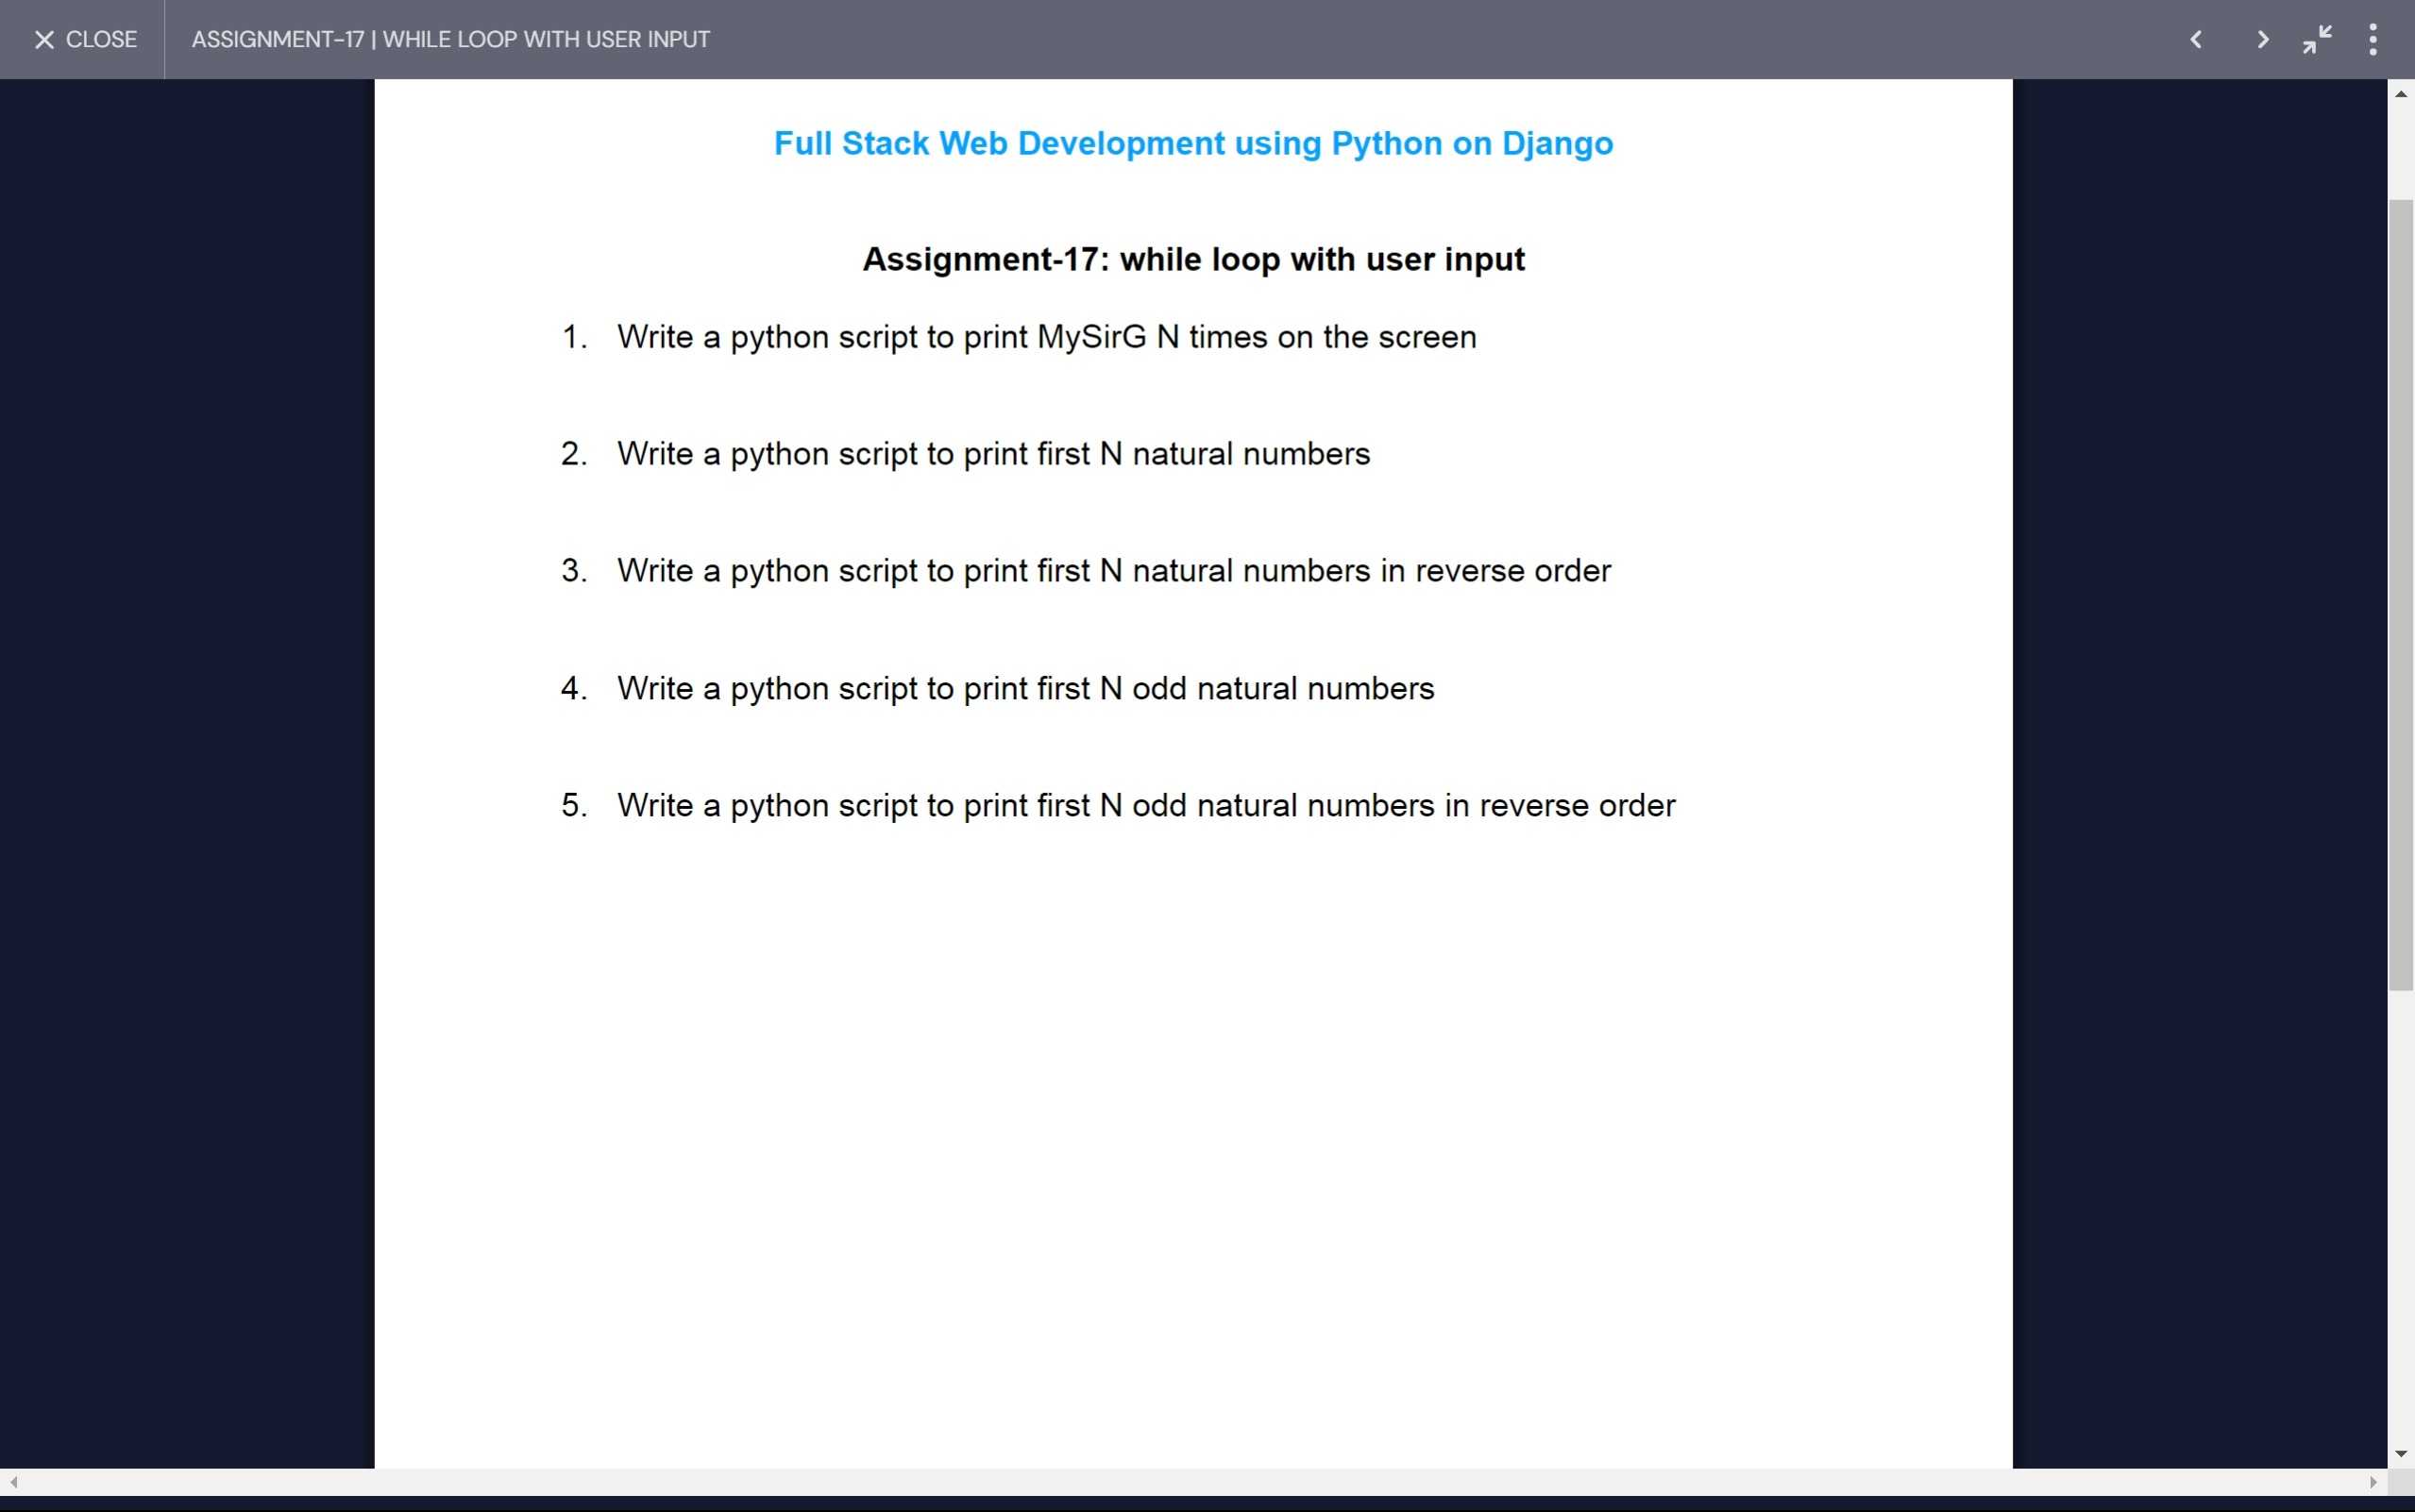 CLOSE
ASSIGNMENT-17 | WHILE LOOP WITH USER INPUT
Full Stack Web Development using Python on Django
Assignment-17: while loop with user input
1. Write a python script to print MySirG N times on the screen
2. Write a python script to print first N natural numbers
3. Write a python script to print first N natural numbers in reverse order
4. Write a python script to print first N odd natural numbers
5. Write a python script to print first N odd natural numbers in reverse order